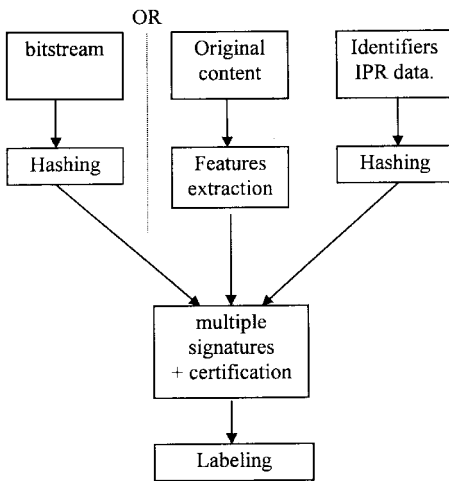 OR
bitstream
Original
content
Identifiers
IPR data.
Hashing
Features
extraction
Hashing
multiple
signatures
+ certification
Labeling